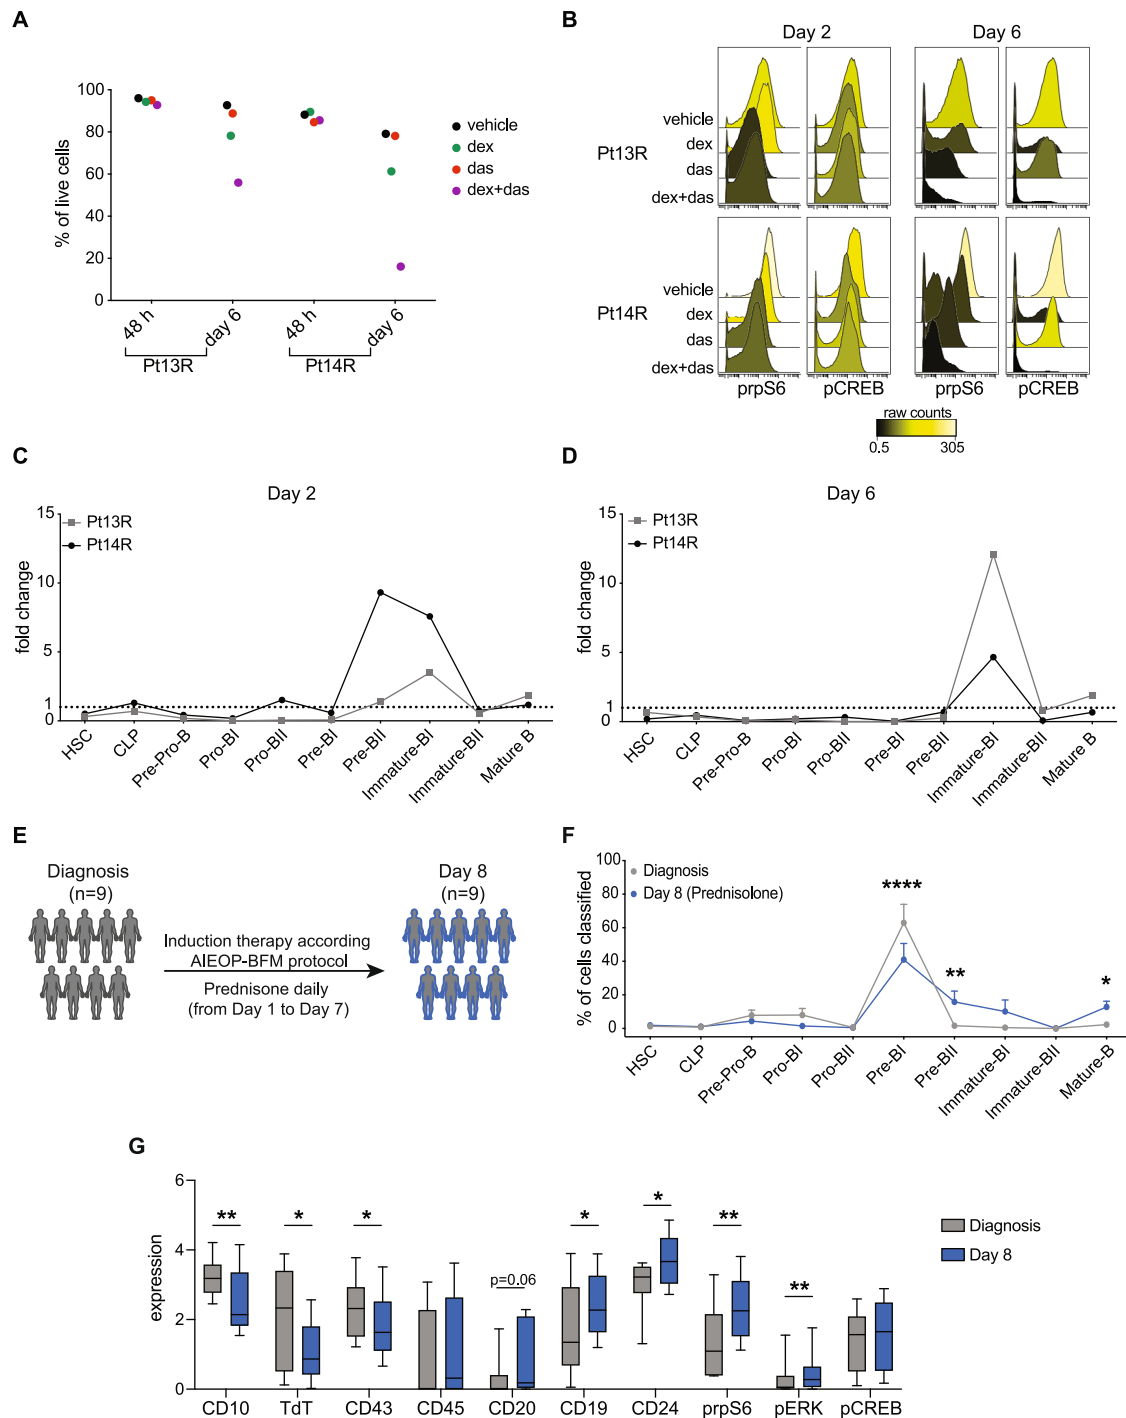 A
% of live cells
100
80
60
40
20
0
48 h
day 6
48 h
day 6
Pt13R
Pt14R
vehicle
dex
das
dex+das
B
Day 2
Day 6
Pt13R
vehicle
dex
das
dex+das
Pt14R
vehicle
dex
das
dex+das
prpS6
pCREB
prpS6
pCREB
raw counts
0.5
305
C
Day 2
fold change
15
10
5
1
0
Pt13R
Pt14R
HSC
CLP
Pre-Pro-B
Pro-BI
Pro-BII
Pre-BI
Pre-BII
Immature-BI
Immature-BII
Mature B
D
Day 6
fold change
15
10
5
1
0
Pt13R
Pt14R
HSC
CLP
Pre-Pro-B
Pro-BI
Pro-BII
Pre-BI
Pre-BII
Immature-BI
Immature-BII
Mature B
E
Diagnosis
(n=9)
Induction therapy according
AIEOP-BFM protocol
Prednisone daily
(from Day 1 to Day 7)
Day 8
(n=9)
F
% of cells classified
100
80
60
40
20
0
Diagnosis
Day 8 (Prednisolone)
****
**
*
HSC
CLP
Pre-Pro-B
Pro-BI
Pro-BII
Pre-BI
Pre-BII
Immature-BI
Immature-BII
Mature-B
G
expression
6
4
2
0
**
*
*
p=0.06
*
*
**
**
CD10
TdT
CD43
CD45
CD20
CD19
CD24
prpS6
pERK
pCREB
Diagnosis
Day 8